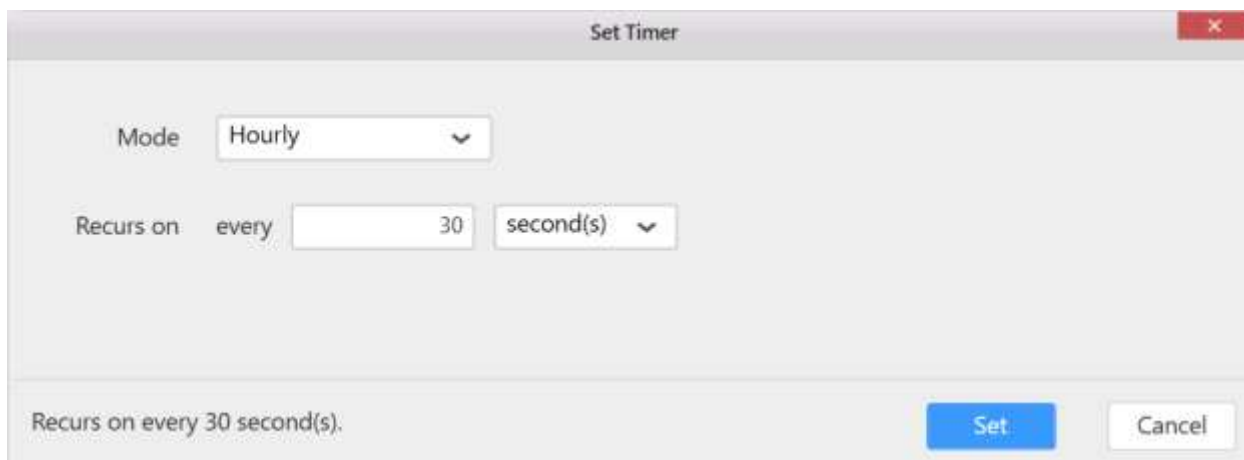 Set Timer
Mode Hourly
Recurs on every 30 second(s)
Recurs on every 30 second(s). Set Cancel